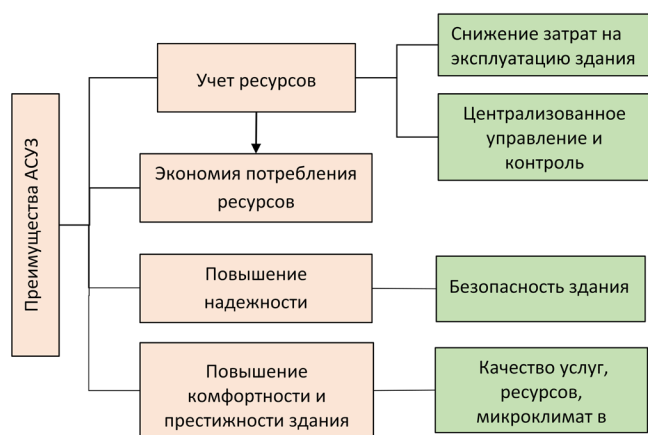 Преимущества АСУЗ
Учет ресурсов
Снижение затрат на
эксплуатацию здания
Централизованное
управление и
контроль
Экономия потребления
ресурсов
Повышение
надежности
Безопасность здания
Повышение
комфортности и
престижности здания
Качество услуг,
ресурсов,
микроклимат в